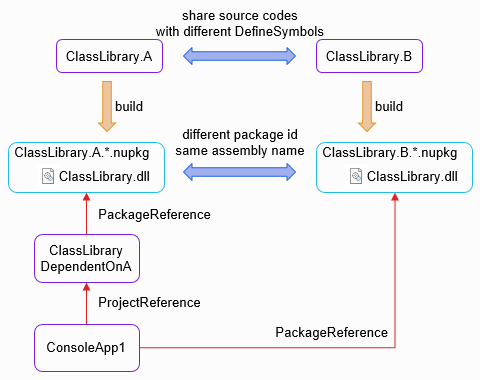 share source codes
with different DefineSymbols
ClassLibrary.A
ClassLibrary.B
build
build
different package id
same assembly name
ClassLibrary.A.*.nupkg
ClassLibrary.dll
ClassLibrary.B.*.nupkg
ClassLibrary.dll
PackageReference
ClassLibrary
DependentOnA
ProjectReference
PackageReference
ConsoleApp1